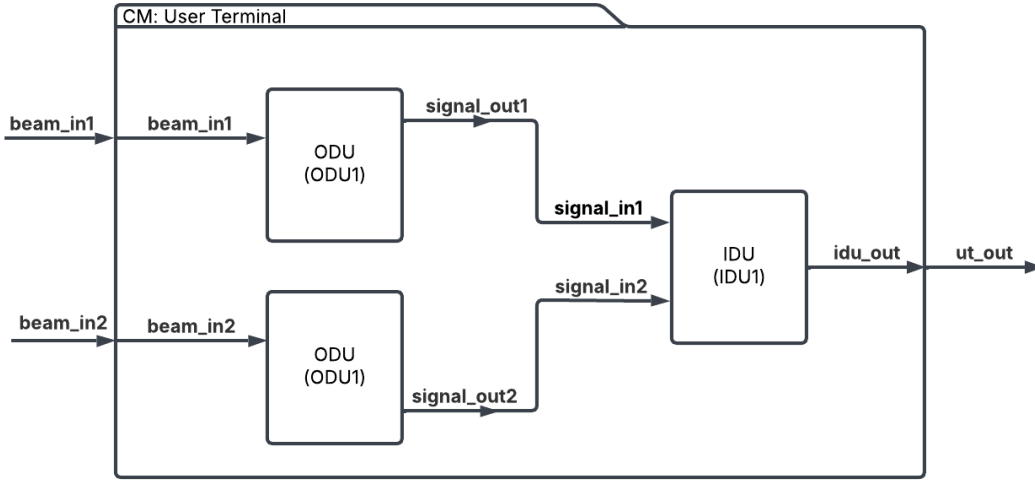 CM: User Terminal
beam_in1
beam_in1
ODU
(ODU1)
signal_out1
signal_in1
IDU
(IDU1)
idu_out
ut_out
signal_in2
beam_in2
beam_in2
ODU
(ODU1)
signal_out2